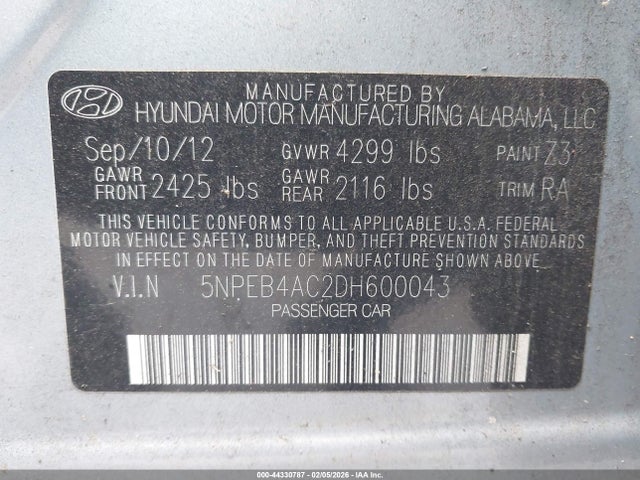 MANUFACTURED BY
HYUNDAI MOTOR MANUFACTURING ALABAMA, LLC
Sep/10/12 GVWR 4299 lbs PAINT Z3
GAWR FRONT 2425 lbs GAWR REAR 2116 lbs TRIM RA
THIS VEHICLE CONFORMS TO ALL APPLICABLE U.S.A. FEDERAL
MOTOR VEHICLE SAFETY, BUMPER, AND THEFT PREVENTION STANDARDS
IN EFFECT ON THE DATE OF MANUFACTURE SHOWN ABOVE.
V.I.N 5NPEB4AC2DH600043
PASSENGER CAR
000-44330787 - 02/05/2026 - © COPYRIGHT IAA, Inc.